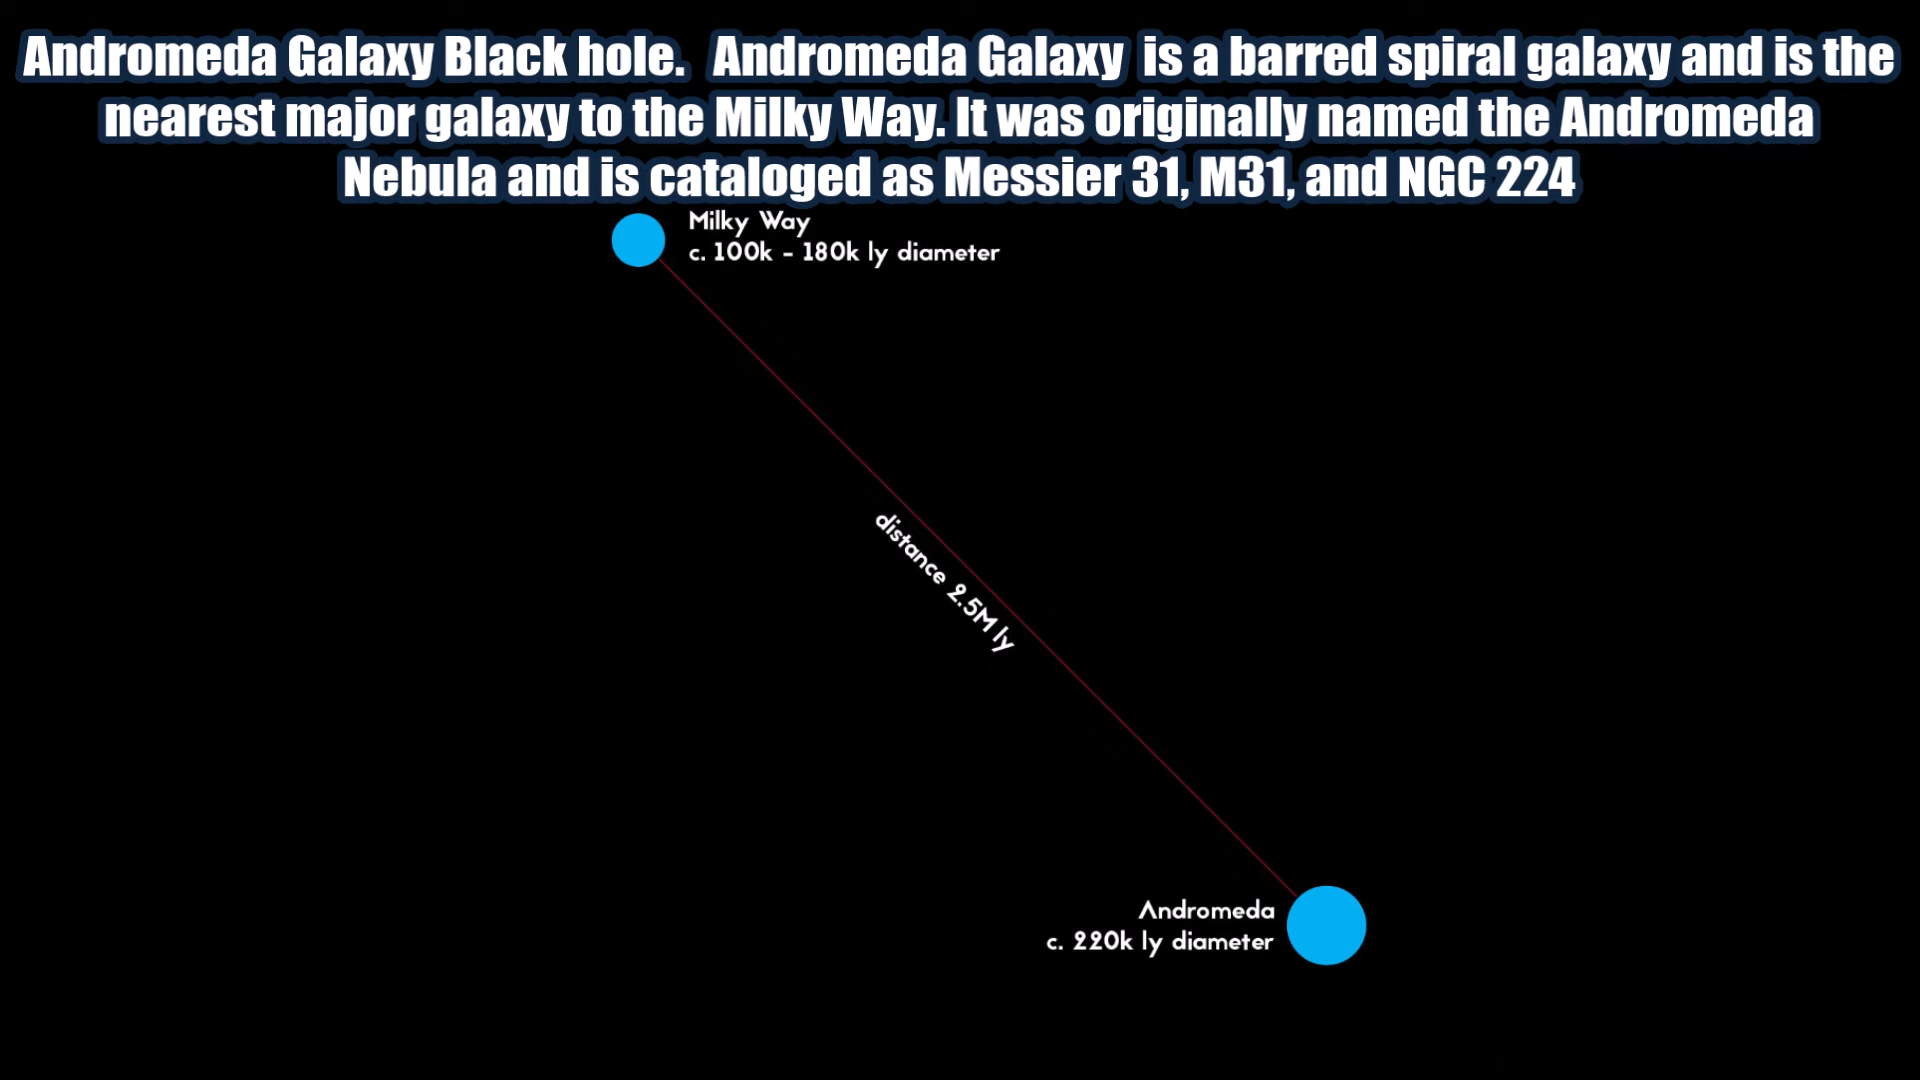 Andromeda Galaxy Black hole.   Andromeda Galaxy  is a barred spiral galaxy and is the
nearest major galaxy to the Milky Way. It was originally named the Andromeda
Nebula and is cataloged as Messier 31, M31, and NGC 224
Milky Way
c. 100k - 180k ly diameter
distance 2.5M ly
Andromeda
c. 220k ly diameter